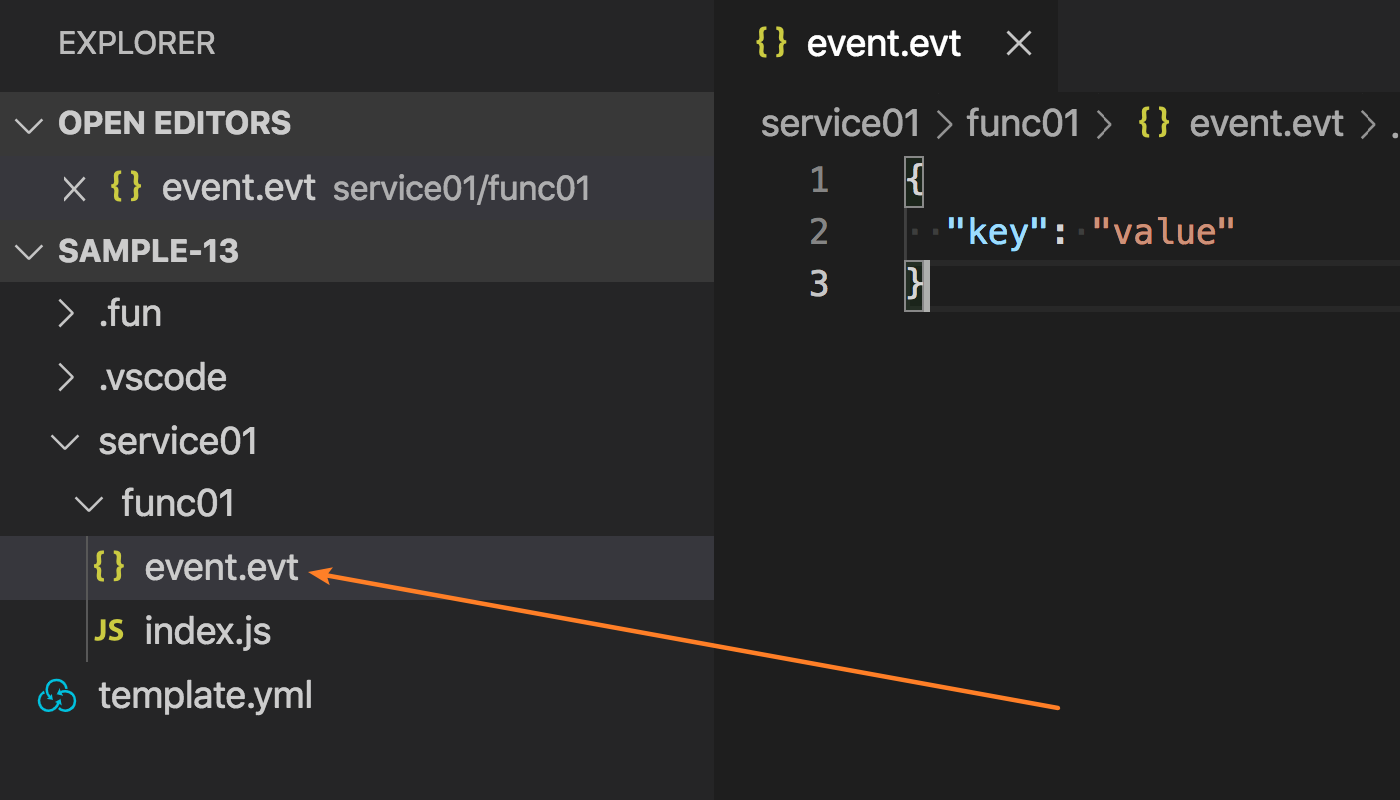 EXPLORER
OPEN EDITORS
{} event.evt service01/func01
SAMPLE-13
.fun
.vscode
service01
func01
{} event.evt
JS index.js
template.yml
{} event.evt
service01 > func01 > {} event.evt > .
1 {
2 "key": "value"
3 }